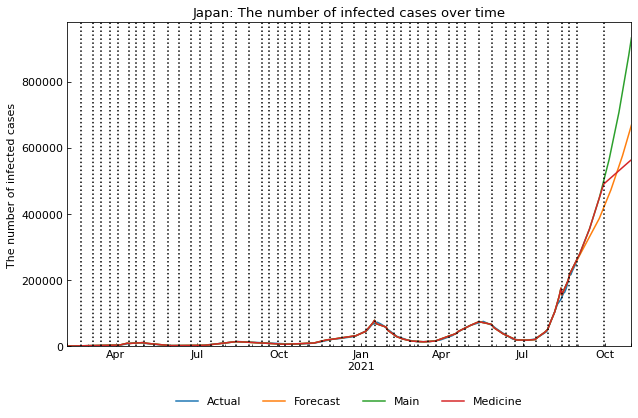 Japan: The number of infected cases over time
The number of infected cases
800000
600000
400000
200000
0
Apr Jul Oct Jan Apr Jul Oct
2021
Actual Forecast Main Medicine